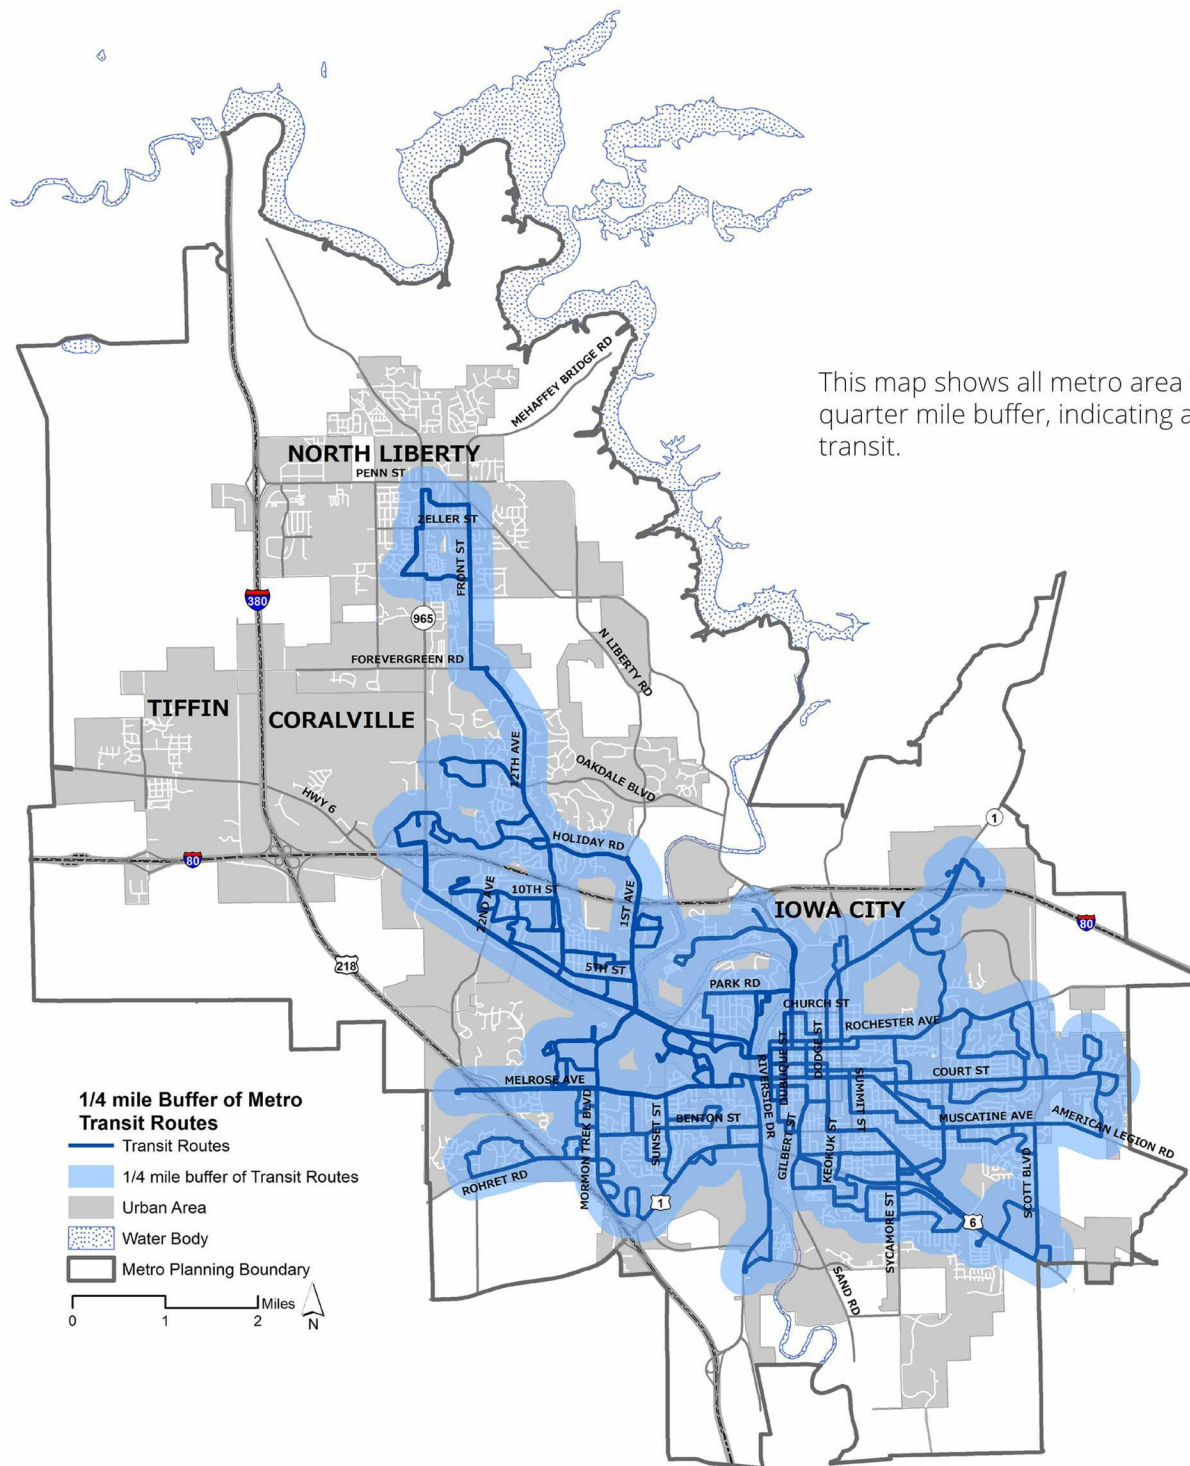 MEHAFFEY BRIDGE RD
This map shows all metro area
quarter mile buffer, indicating a
transit.
NORTH LIBERTY
PENN ST
ZELLER ST
FRONT ST
380
965
N LIBERTY RD
FOREVERGREEN RD
TIFFIN
CORALVILLE
12TH AVE
OAKDALE BLVD
HWY 6
1
HOLIDAY RD
80
10TH ST
22ND AVE
1ST AVE
IOWA CITY
80
218
5TH ST
PARK RD
CHURCH ST
ROCHESTER AVE
DODGE ST
DUBUQUE ST
RIVERSIDE DR
COURT ST
SUMMIT ST
MELROSE AVE
BENTON ST
MUSCATINE AVE
AMERICAN LEGION RD
MORMON TREK BLVD
SUNSET ST
GILBERT ST
KEOKUK ST
SCOTT BLVD
ROHRET RD
1
SYCAMORE ST
6
SAND RD
1/4 mile Buffer of Metro
Transit Routes
Transit Routes
1/4 mile buffer of Transit Routes
Urban Area
Water Body
Metro Planning Boundary
Miles
0 1 2
N